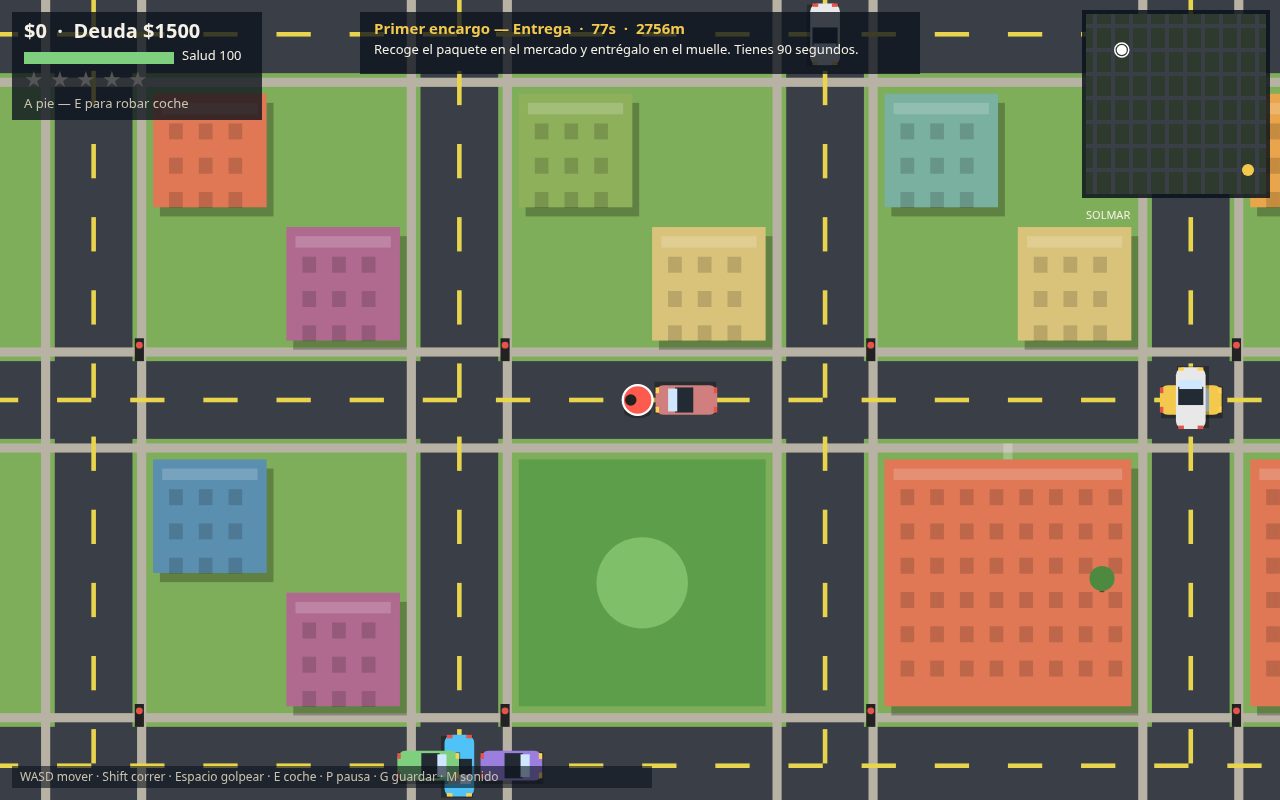 $0 · Deuda $1500
Salud 100
★ ★ ★ ★ ★
A pie — E para robar coche
Primer encargo — Entrega · 77s · 2756m
Recoge el paquete en el mercado y entrégalo en el muelle. Tienes 90 segundos.
SOLMAR
WASD mover · Shift correr · Espacio golpear · E coche · P pausa · G guardar · M sonido